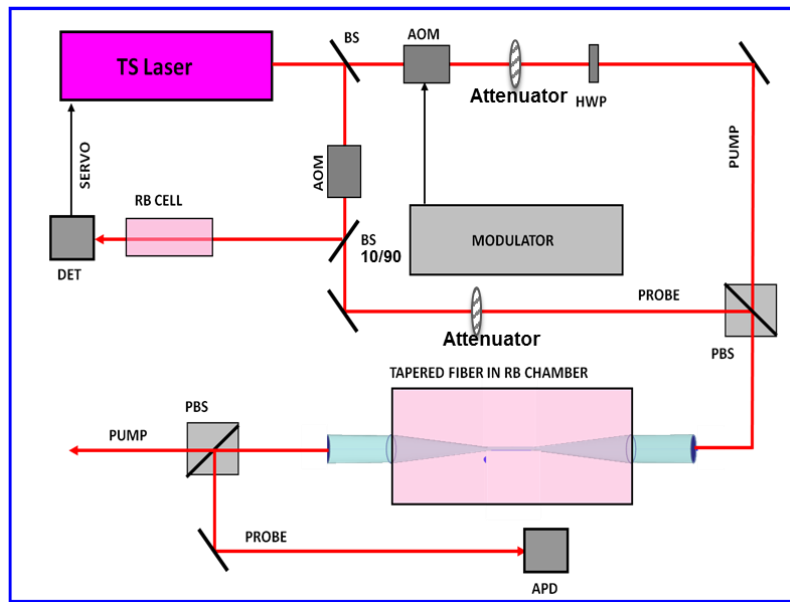 BS
AOM
TS Laser
Attenuator
HWP
SERVO
AOM
PUMP
RB CELL
MODULATOR
BS
10/90
DET
PROBE
Attenuator
PBS
TAPERED FIBER IN RB CHAMBER
PBS
PUMP
PROBE
APD